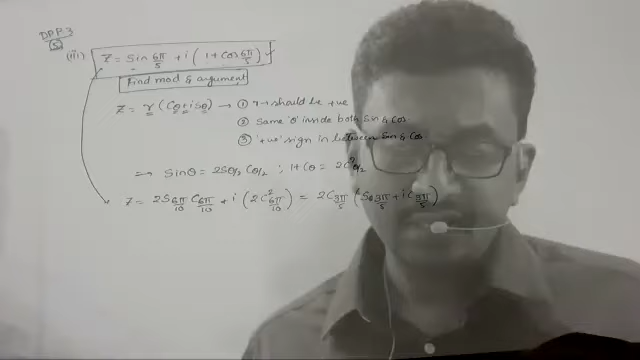 DPP.3
5
(iii) Z = Sin 6π/5 + i ( 1 + Cos 6π/5 )
Find mod & argument
Z = r ( Cθ + iSθ ) → ① r → should be +ve
② same 'θ' inside both Sin & Cos.
③ '+ve' sign in between Sin & Cos
→ Sinθ = 2Sθ/2 Cθ/2 ; 1 + Cθ = 2C²θ/2
Z = 2S 6π/10 C 6π/10 + i ( 2C² 6π/10 ) = 2C 3π/5 ( S 3π/5 + i C 3π/5 )